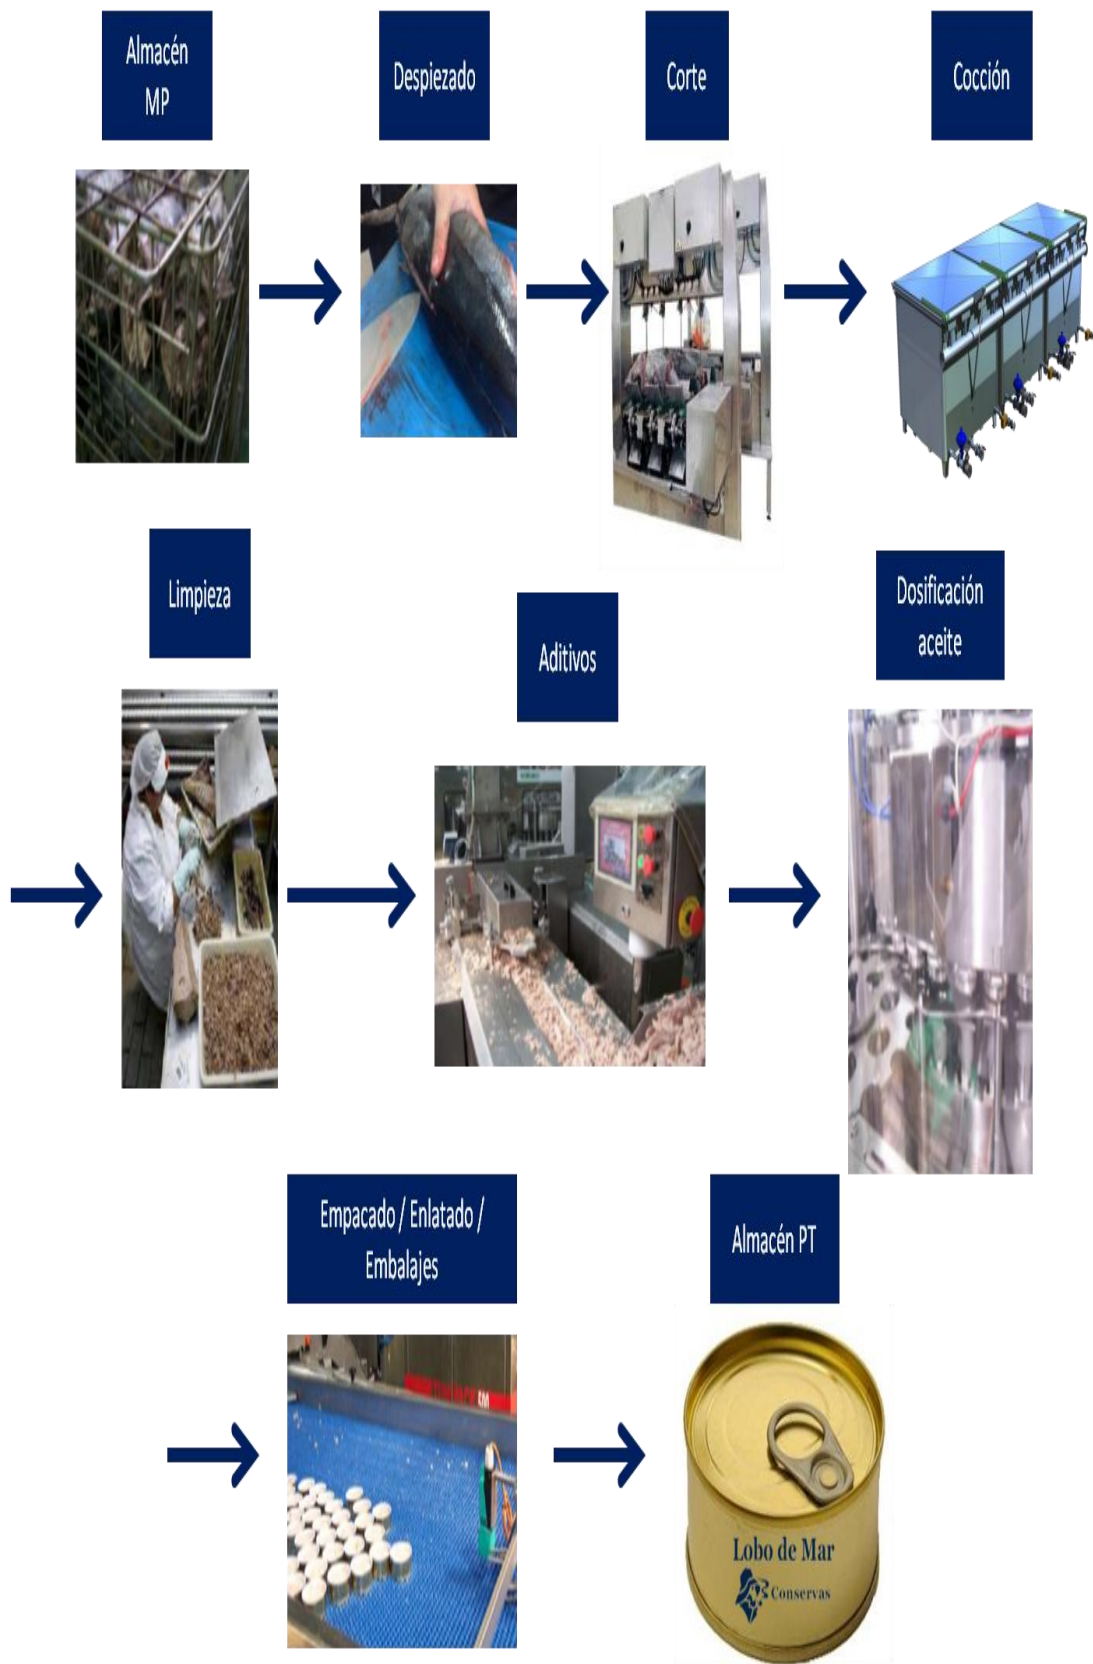 Almacén
MP
Despiezado
Corte
Cocción
Limpieza
Aditivos
Dosificación
aceite
Empacado / Enlatado /
Embalajes
Almacén PT
Lobo de Mar
Conservas